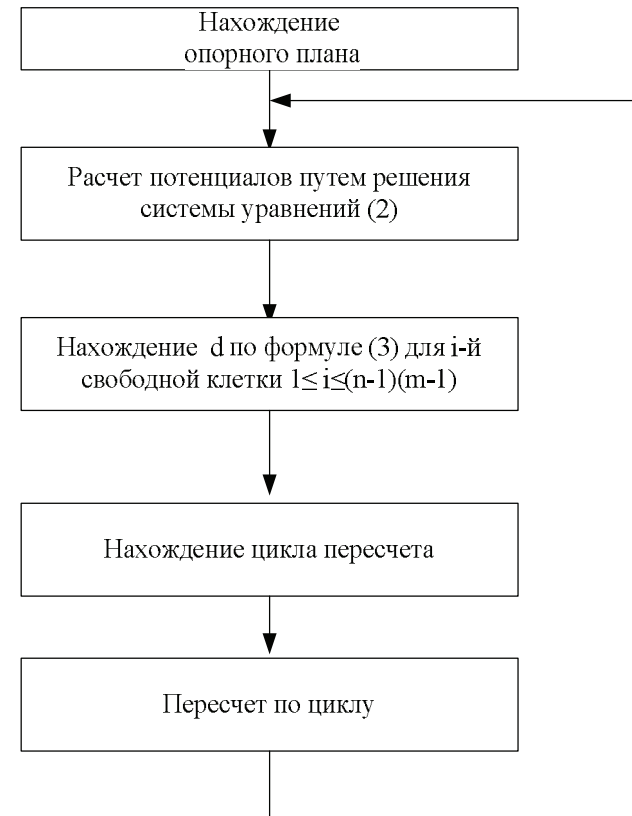 Нахождение
опорного плана
Расчет потенциалов путем решения
системы уравнений (2)
Нахождение d по формуле (3) для i-й
свободной клетки 1≤ i≤(n-1)(m-1)
Нахождение цикла пересчета
Пересчет по циклу